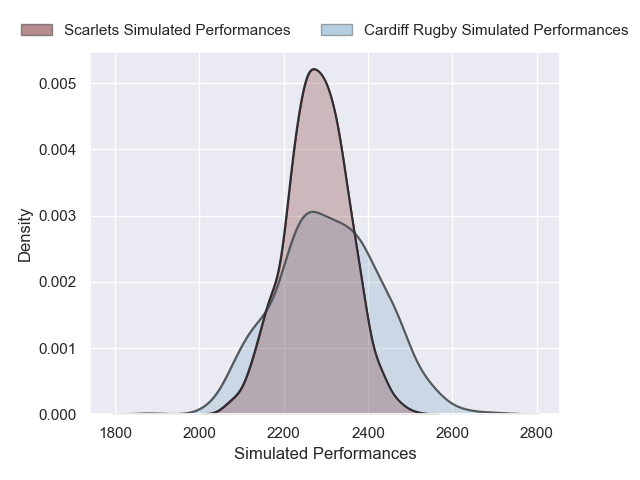 Scarlets Simulated Performances Cardiff Rugby Simulated Performances
0.005
0.004
0.003
0.002
0.001
0.000
Density
1800 2000 2200 2400 2600 2800
Simulated Performances